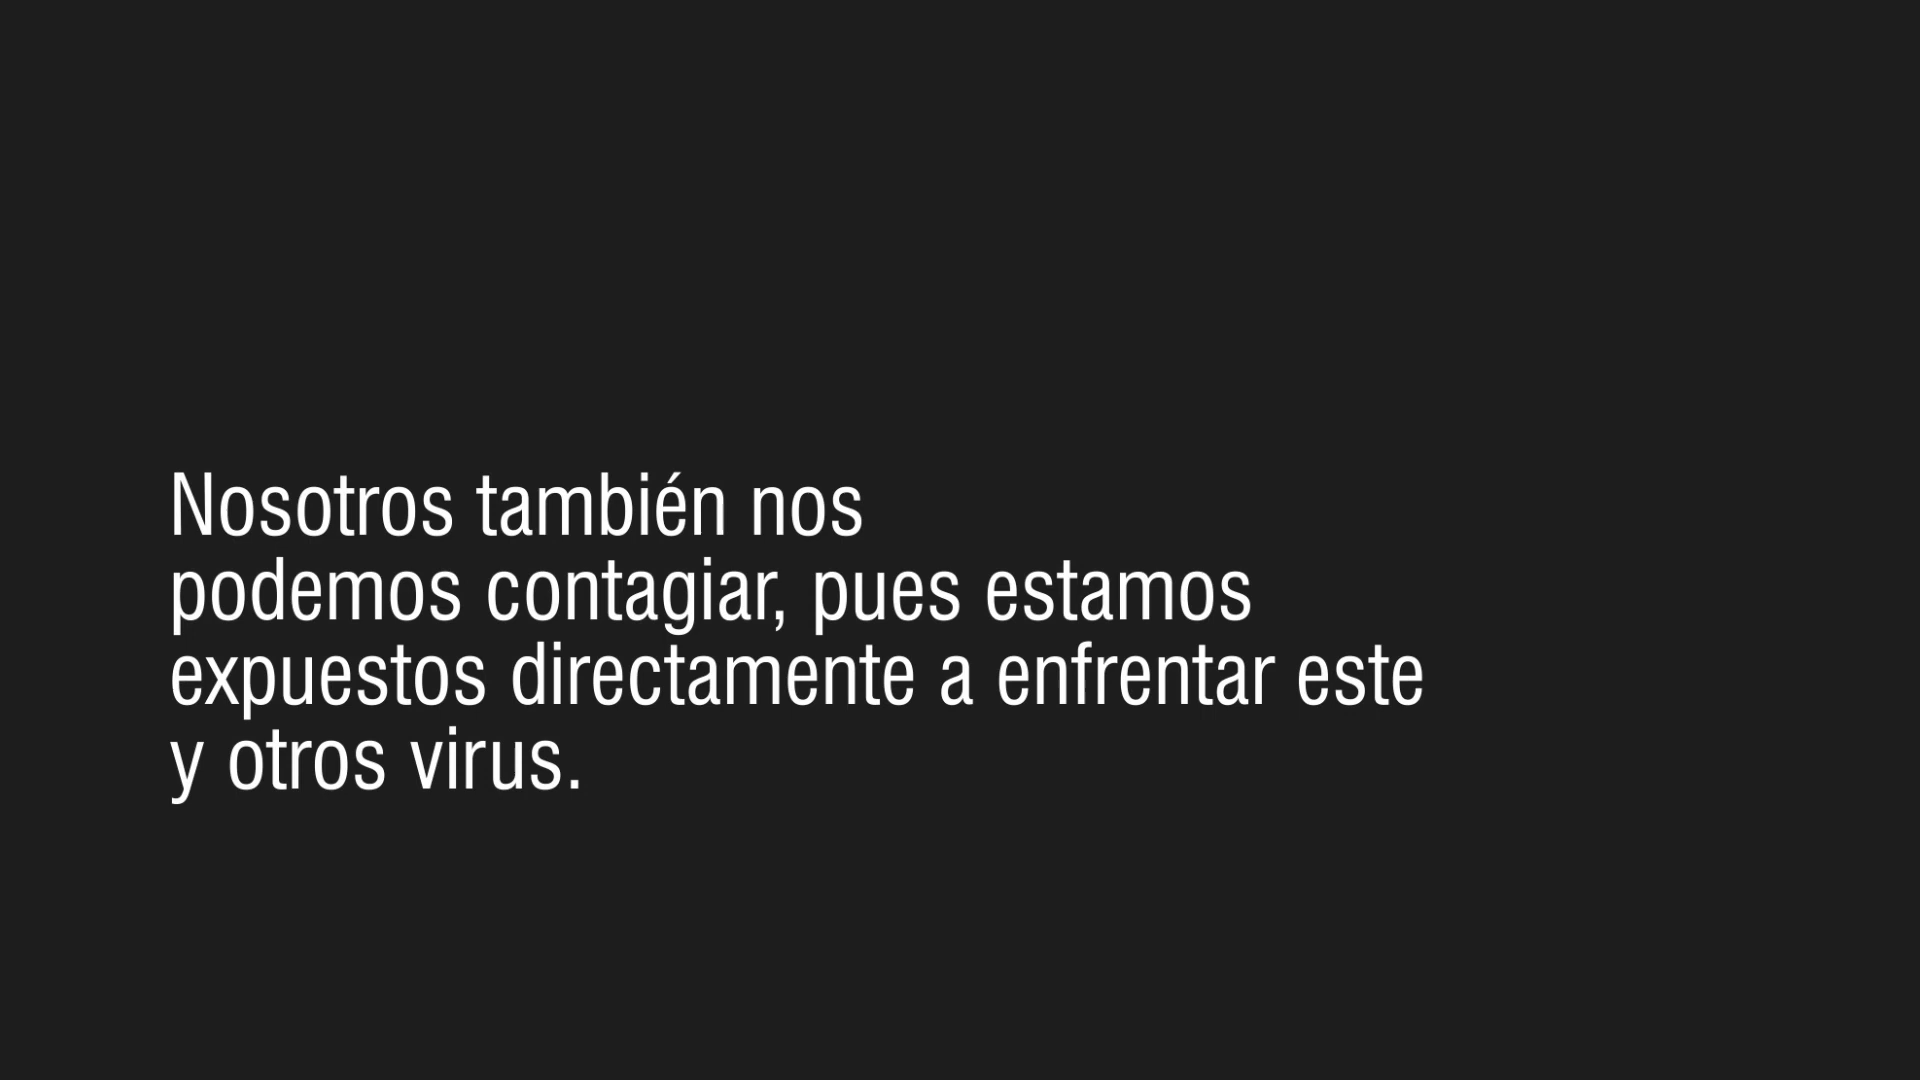 Nosotros también nos
podemos contagiar, pues estamos
expuestos directamente a enfrentar este
y otros virus.